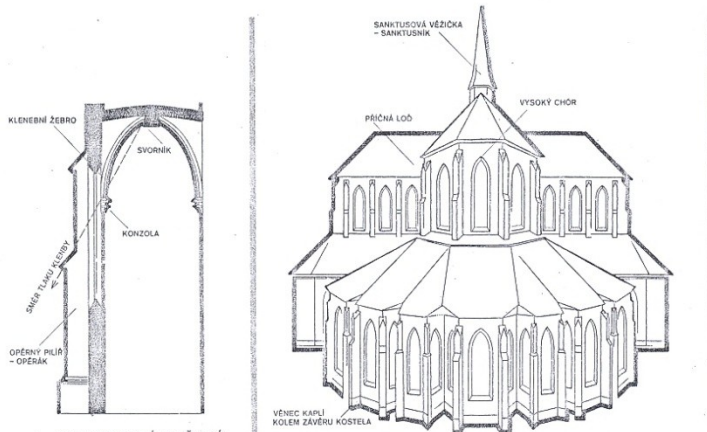 KLENEBNÍ ŽEBRO
SVORNÍK
KONZOLA
SMĚR TLAKU KLENBY
OPĚRNÝ PILÍŘ
– OPĚRÁK
SANKTUSOVÁ VĚŽIČKA
– SANKTUSNÍK
VYSOKÝ CHÓR
PŘÍČNÁ LOĎ
VĚNEC KAPLÍ
KOLEM ZÁVĚRU KOSTELA